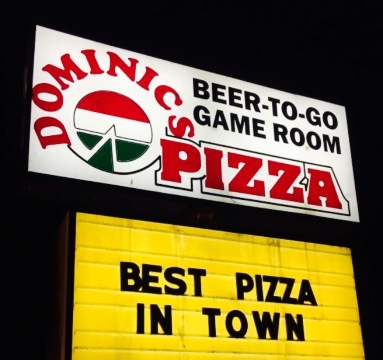 DOMINICS
BEER-TO-GO
GAME ROOM
PIZZA
BEST PIZZA
IN TOWN